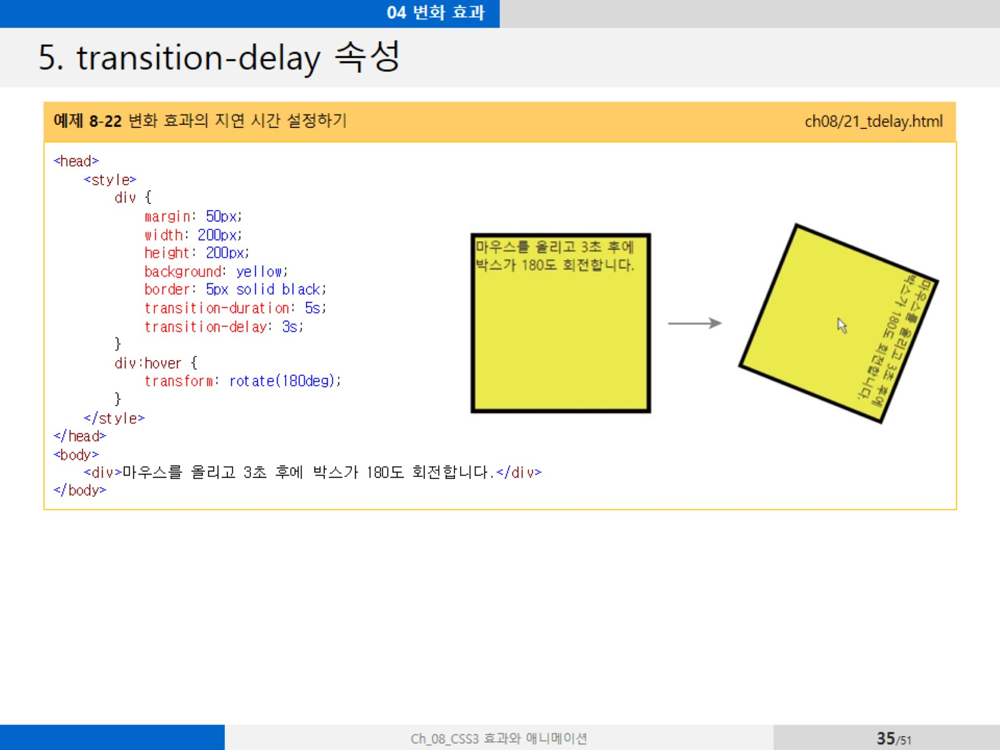 04 변화 효과
5. transition-delay 속성
예제 8-22 변화 효과의 지연 시간 설정하기
ch08/21_tdelay.html
<head>
<style>
div {
margin: 50px;
width: 200px;
height: 200px;
background: yellow;
border: 5px solid black;
transition-duration: 5s;
transition-delay: 3s;
}
div:hover {
transform: rotate(180deg);
}
</style>
</head>
<body>
<div>마우스를 올리고 3초 후에 박스가 180도 회전합니다.</div>
</body>
마우스를 올리고 3초 후에
박스가 180도 회전합니다.
마우스를 올리고 3초 후에
박스가 180도 회전합니다.
Ch_08_CSS3 효과와 애니메이션
35/51